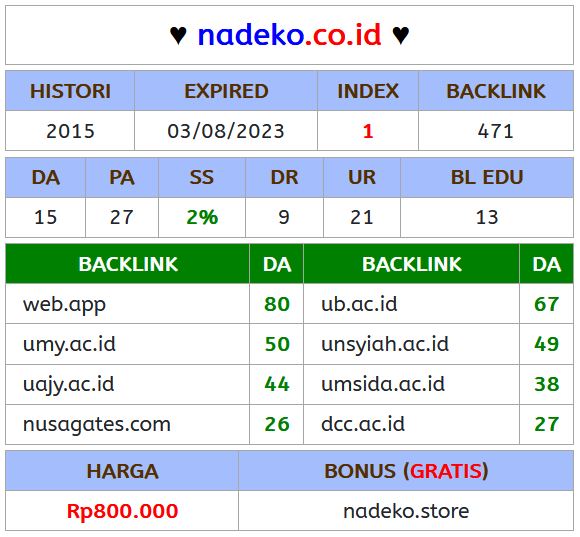 ♥ nadeko.co.id ♥
HISTORI EXPIRED INDEX BACKLINK
2015 03/08/2023 1 471
DA PA SS DR UR BL EDU
15 27 2% 9 21 13
BACKLINK DA BACKLINK DA
web.app 80 ub.ac.id 67
umy.ac.id 50 unsyiah.ac.id 49
uajy.ac.id 44 umsida.ac.id 38
nusagates.com 26 dcc.ac.id 27
HARGA BONUS (GRATIS)
Rp800.000 nadeko.store